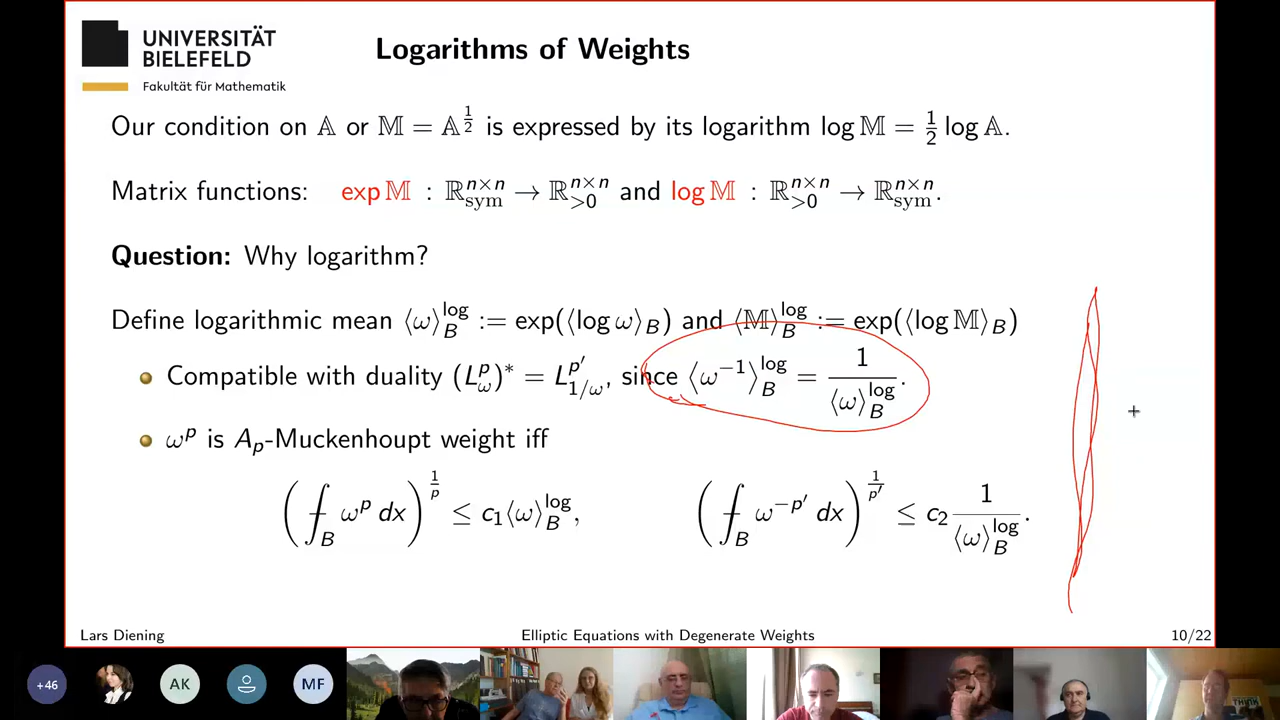 UNIVERSITÄT
BIELEFELD
Fakultät für Mathematik
Logarithms of Weights
Our condition on 𝔸 or 𝕄 = 𝔸^{1/2} is expressed by its logarithm log 𝕄 = 1/2 log 𝔸.
Matrix functions: exp 𝕄 : ℝ^{n×n}_{sym} → ℝ^{n×n}_{>0} and log 𝕄 : ℝ^{n×n}_{>0} → ℝ^{n×n}_{sym}.
Question: Why logarithm?
Define logarithmic mean ⟨ω⟩^{log}_B := exp(⟨log ω⟩_B) and ⟨𝕄⟩^{log}_B := exp(⟨log 𝕄⟩_B)
Compatible with duality (L^p_ω)* = L^{p′}_{1/ω}, since ⟨ω^{−1}⟩^{log}_B = 1/⟨ω⟩^{log}_B.
ω^p is A_p-Muckenhoupt weight iff
(⨍_B ω^p dx)^{1/p} ≤ c_1⟨ω⟩^{log}_B, (⨍_B ω^{−p′} dx)^{1/p′} ≤ c_2 1/⟨ω⟩^{log}_B.
Lars Diening Elliptic Equations with Degenerate Weights 10/22
+46 AK MF
THINK